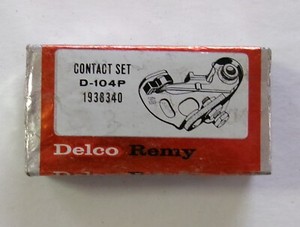 CONTACT SET
D-104P
1938340
Delco Remy